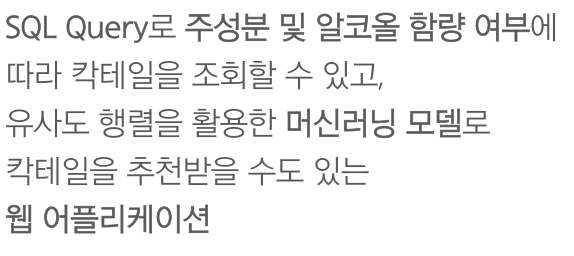 SQL Query로 주성분 및 알코올 함량 여부에
따라 칵테일을 조회할 수 있고,
유사도 행렬을 활용한 머신러닝 모델로
칵테일을 추천받을 수도 있는
웹 어플리케이션